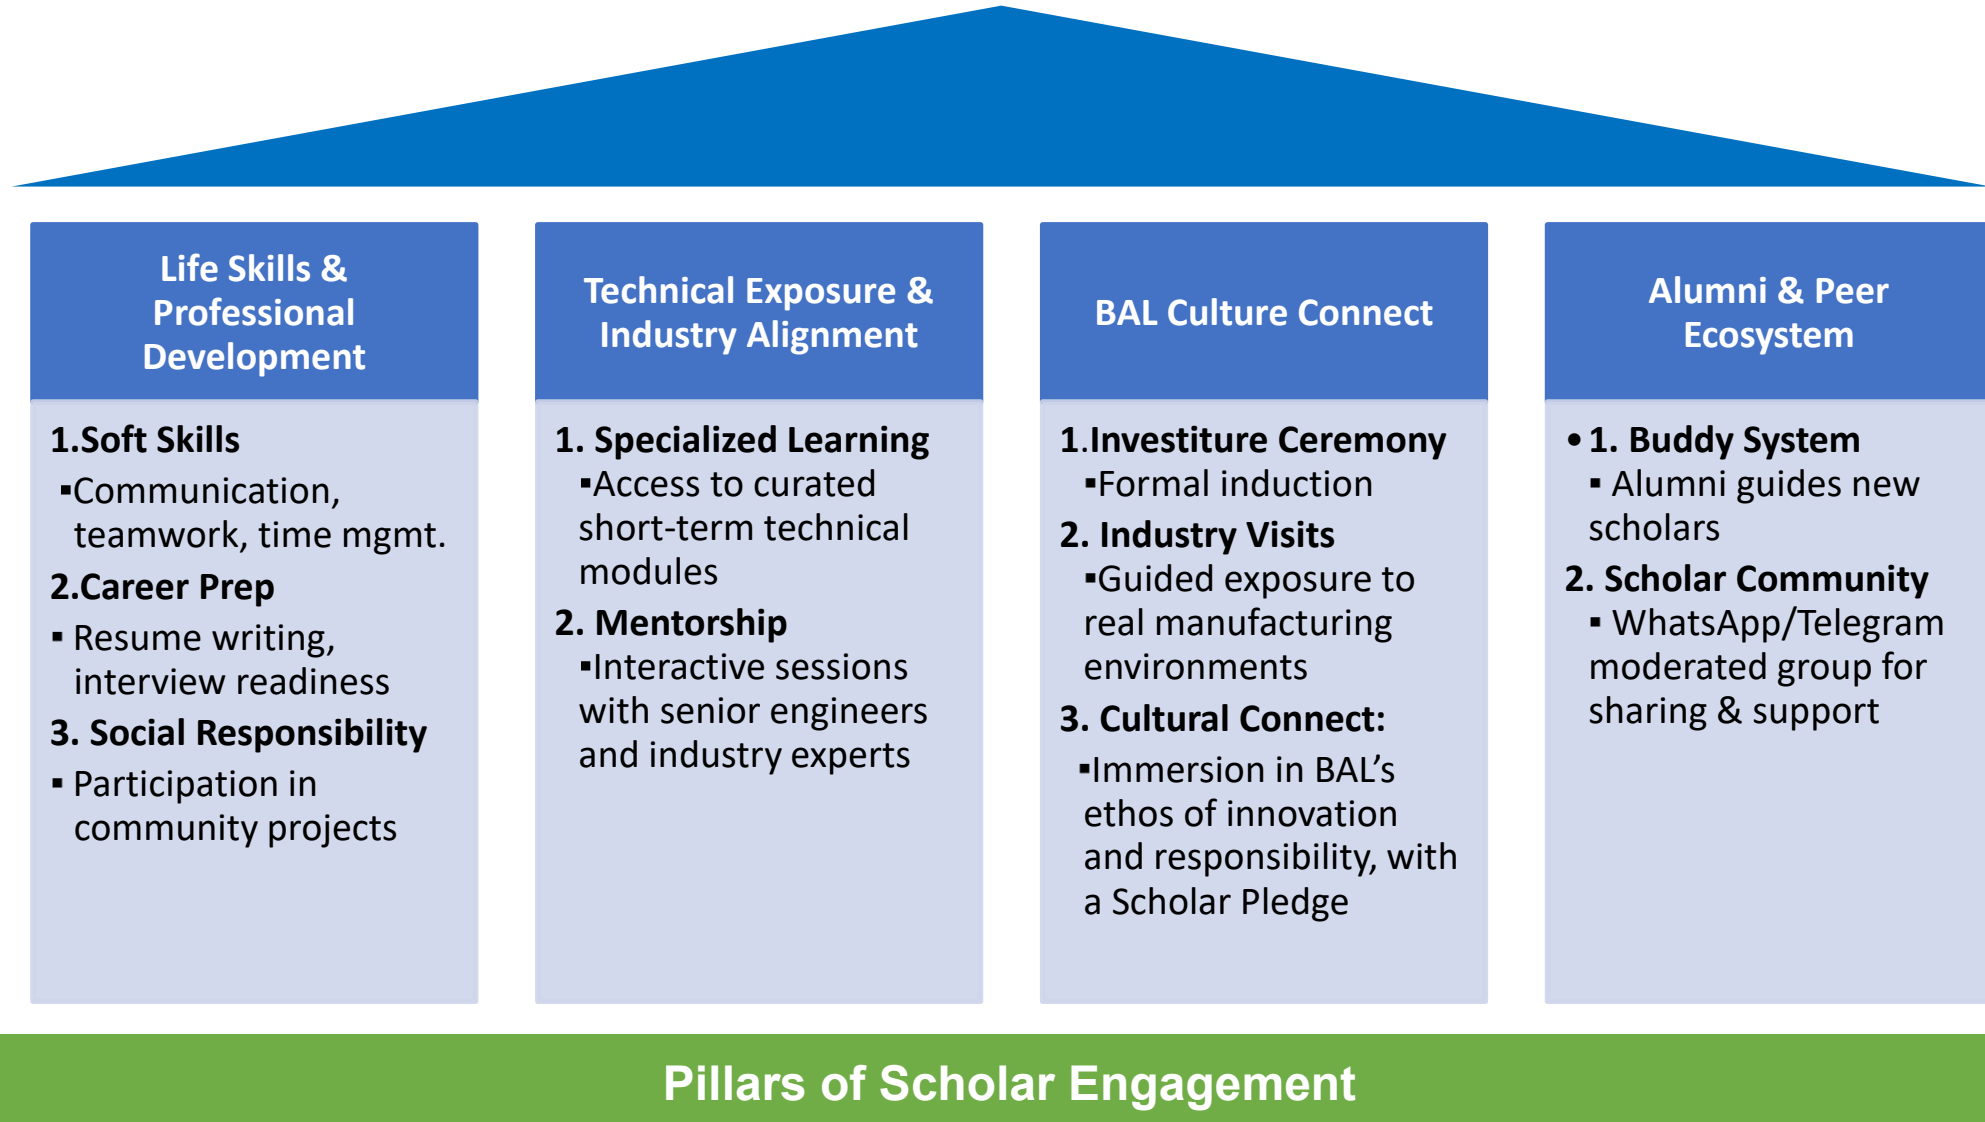 Life Skills &
Professional
Development
1.Soft Skills
▪Communication,
teamwork, time mgmt.
2.Career Prep
▪ Resume writing,
interview readiness
3. Social Responsibility
▪ Participation in
community projects
Technical Exposure &
Industry Alignment
1. Specialized Learning
▪Access to curated
short-term technical
modules
2. Mentorship
▪Interactive sessions
with senior engineers
and industry experts
BAL Culture Connect
1.Investiture Ceremony
▪Formal induction
2. Industry Visits
▪Guided exposure to
real manufacturing
environments
3. Cultural Connect:
▪Immersion in BAL’s
ethos of innovation
and responsibility, with
a Scholar Pledge
Alumni & Peer
Ecosystem
•1. Buddy System
▪ Alumni guides new
scholars
2. Scholar Community
▪ WhatsApp/Telegram
moderated group for
sharing & support
Pillars of Scholar Engagement